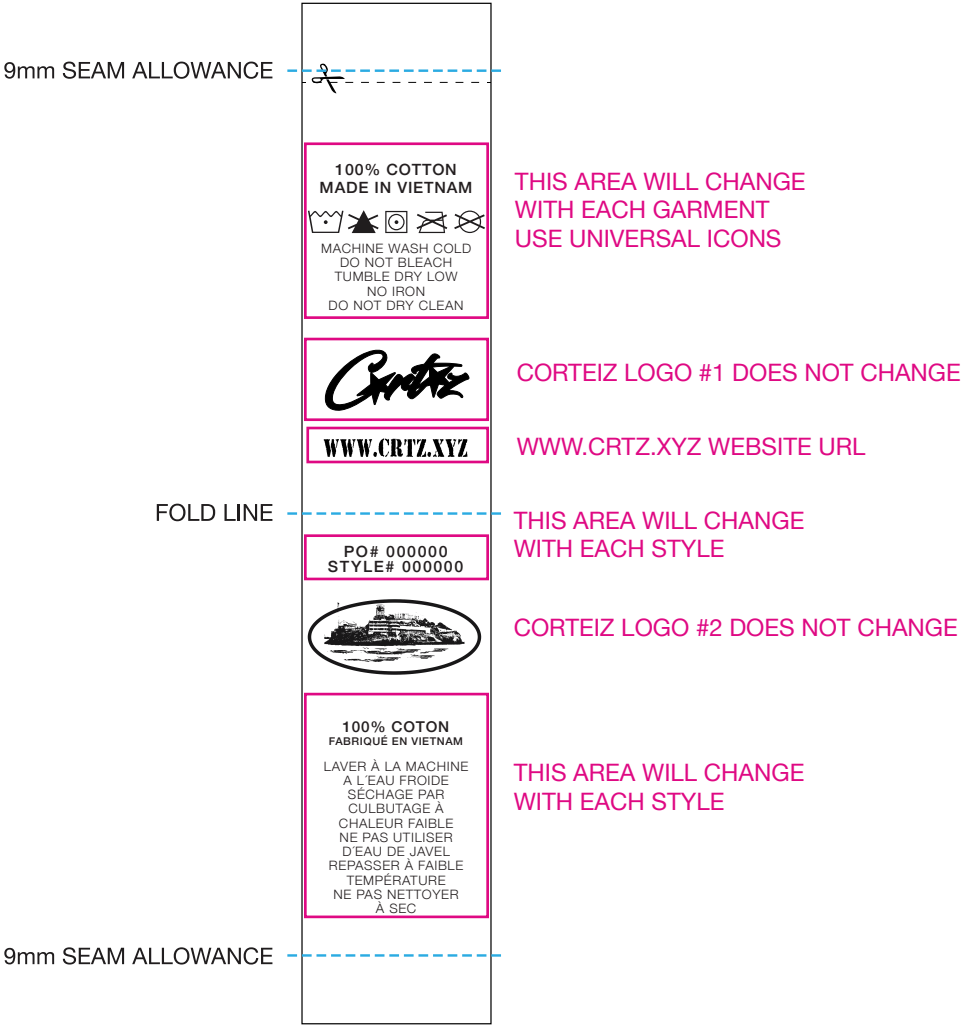 9mm SEAM ALLOWANCE
100% COTTON
MADE IN VIETNAM
MACHINE WASH COLD
DO NOT BLEACH
TUMBLE DRY LOW
NO IRON
DO NOT DRY CLEAN
THIS AREA WILL CHANGE
WITH EACH GARMENT
USE UNIVERSAL ICONS
Crtz
CORTEIZ LOGO #1 DOES NOT CHANGE
WWW.CRTZ.XYZ
WWW.CRTZ.XYZ WEBSITE URL
FOLD LINE
THIS AREA WILL CHANGE
WITH EACH STYLE
PO# 000000
STYLE# 000000
CORTEIZ LOGO #2 DOES NOT CHANGE
100% COTON
FABRIQUÉ EN VIETNAM
LAVER À LA MACHINE
A L´EAU FROIDE
SÉCHAGE PAR
CULBUTAGE À
CHALEUR FAIBLE
NE PAS UTILISER
D´EAU DE JAVEL
REPASSER À FAIBLE
TEMPÉRATURE
NE PAS NETTOYER
À SEC
THIS AREA WILL CHANGE
WITH EACH STYLE
9mm SEAM ALLOWANCE